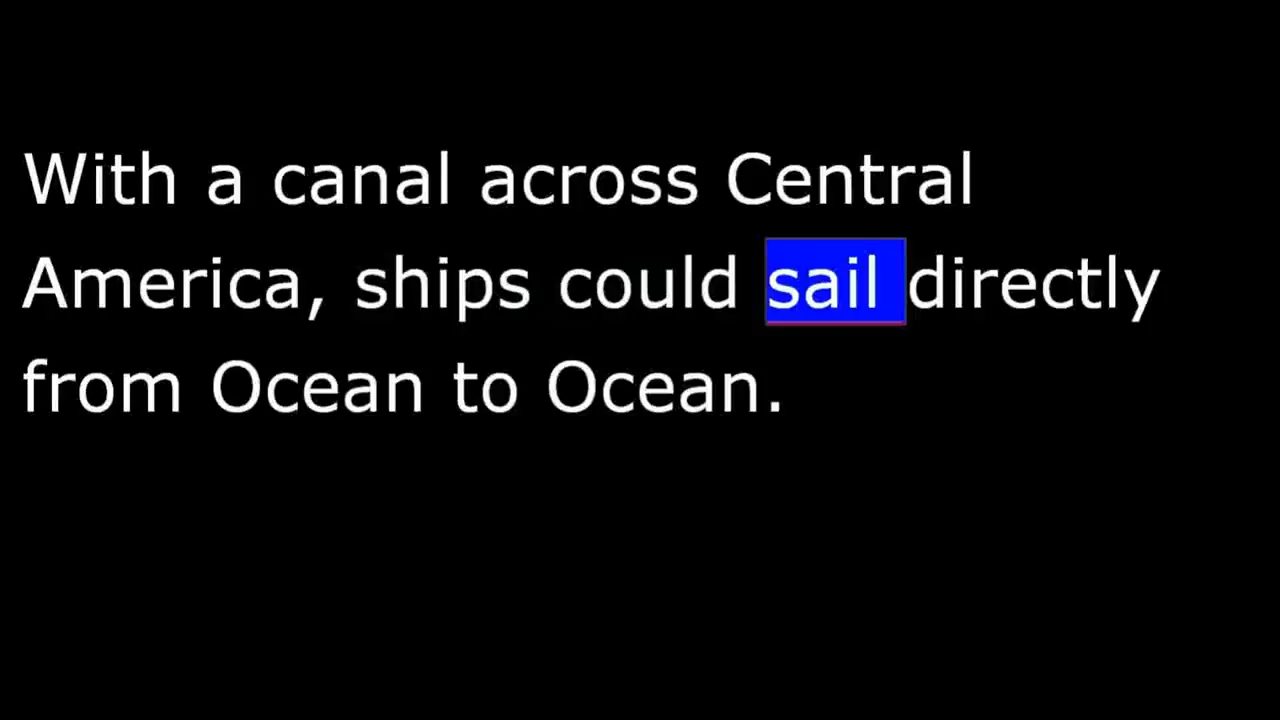 With a canal across Central
America, ships could sail directly
from Ocean to Ocean.